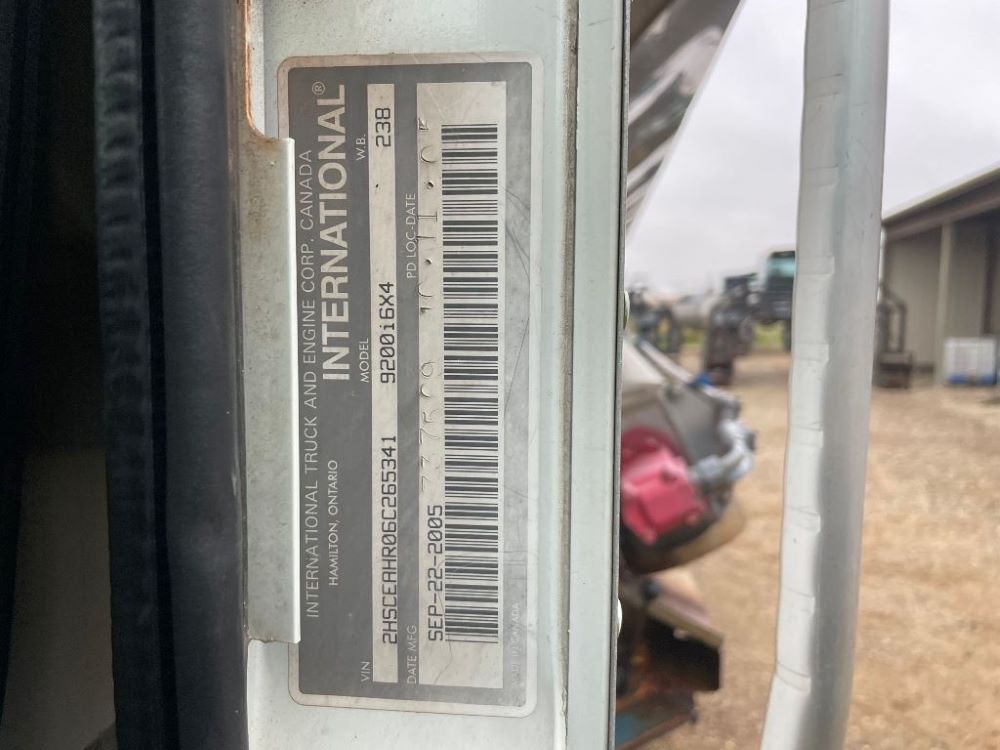 INTERNATIONAL TRUCK AND ENGINE CORP. CANADA
HAMILTON, ONTARIO INTERNATIONAL®
VIN MODEL W.B.
2HSCEAHR06C265341 9200i6X4 238
DATE MFG PD LOC-DATE
SEP-22-2005
CANADA